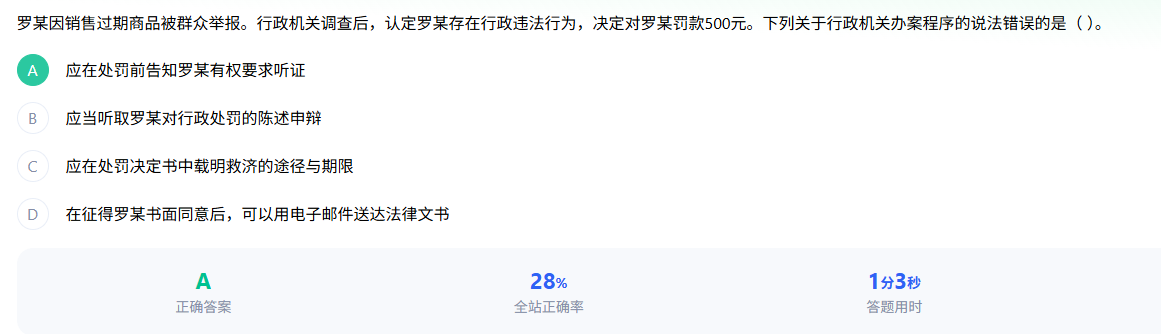 罗某因销售过期商品被群众举报。行政机关调查后，认定罗某存在行政违法行为，决定对罗某罚款500元。下列关于行政机关办案程序的说法错误的是（ ）。
A 应在处罚前告知罗某有权要求听证
B 应当听取罗某对行政处罚的陈述申辩
C 应在处罚决定书中载明救济的途径与期限
D 在征得罗某书面同意后，可以用电子邮件送达法律文书
A 28% 1分3秒
正确答案 全站正确率 答题用时